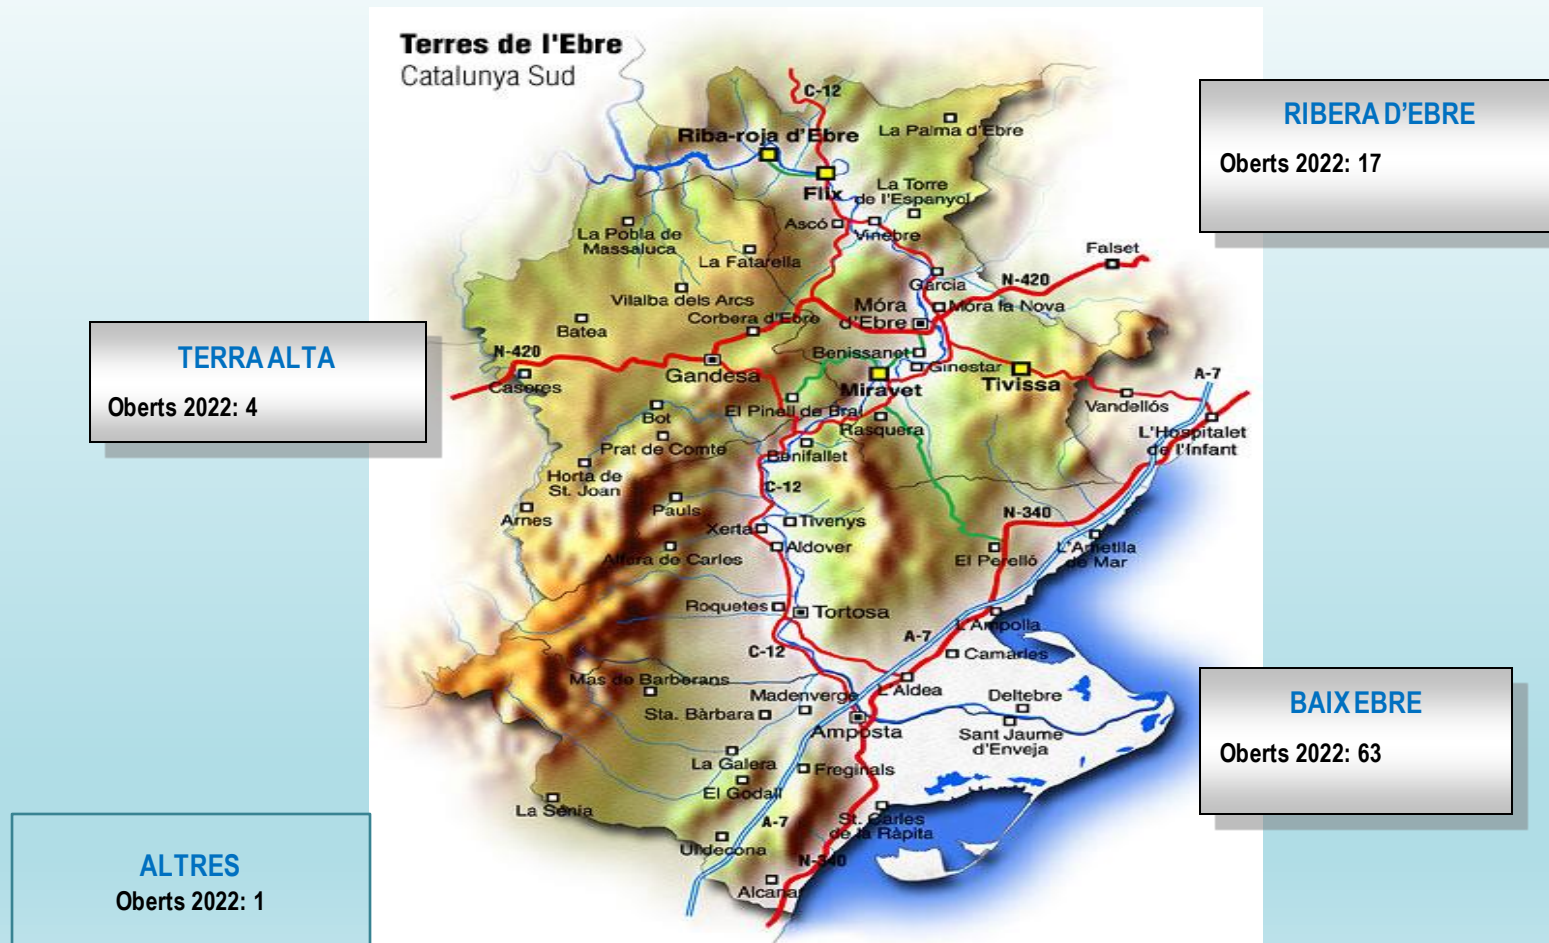 Terres de l'Ebre
Catalunya Sud
C-12
RIBERA D'EBRE
Oberts 2022: 17
Riba-roja d'Ebre
La Palma d'Ebre
Flix
La Torre
de l'Espanyol
Ascó
Vinebre
La Pobla de
Massaluca
La Fatarella
Falset
Garcia
N-420
Vilalba dels Arcs
Móra
d'Ebre
Móra la Nova
Batea
Corbera d'Ebre
TERRA ALTA
Oberts 2022: 4
N-420
Benissanet
Gandesa
Ginestar
Caseres
Miravet
Tivissa
A-7
Vandellós
El Pinell de Brai
Bot
Rasquera
L'Hospitalet
de l'Infant
Prat de Comte
Benifallet
Horta de
St. Joan
C-12
Arnes
Pauls
N-340
Xerta
Tivenys
Aldover
L'Ametlla
de Mar
Alfara de Carles
El Perelló
Roquetes
Tortosa
L'Ampolla
A-7
C-12
Camarles
Mas de Barberans
L'Aldea
Madenverge
Deltebre
Sta. Bàrbara
Amposta
Sant Jaume
d'Enveja
BAIX EBRE
Oberts 2022: 63
La Galera
Freginals
El Godall
La Sénia
A-7
St. Carles
de la Ràpita
Ulldecona
N-340
Alcanar
ALTRES
Oberts 2022: 1